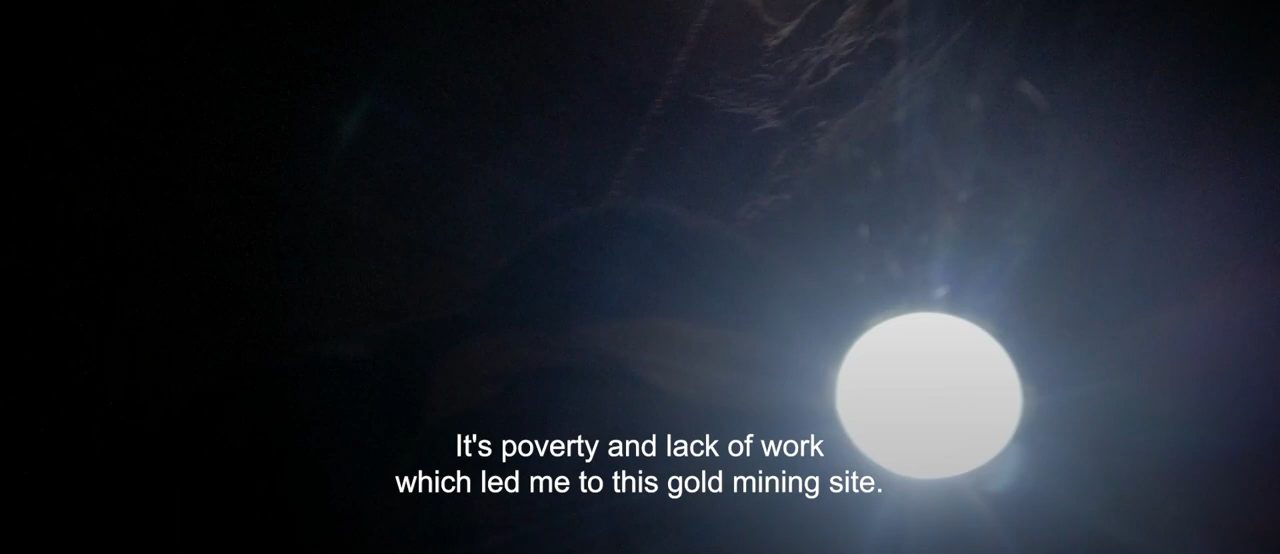 It's poverty and lack of work
which led me to this gold mining site.